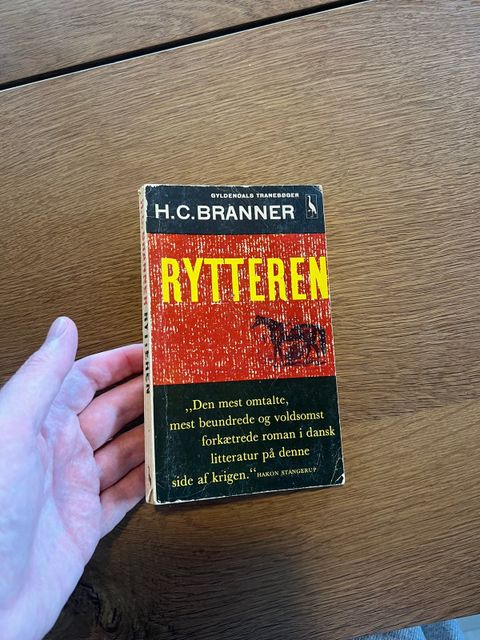 GYLDENDALS TRANEBØGER
H.C.BRANNER
RYTTEREN
„Den mest omtalte,
mest beundrede og voldsomst
forkætrede roman i dansk
litteratur på denne
side af krigen.“ HAKON STANGERUP
RYTTEREN